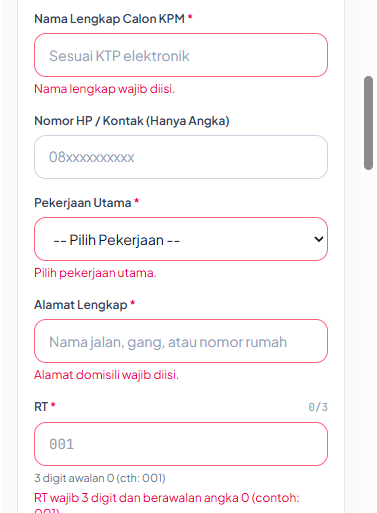 Nama Lengkap Calon KPM *
Sesuai KTP elektronik
Nama lengkap wajib diisi.
Nomor HP / Kontak (Hanya Angka)
08xxxxxxxxxx
Pekerjaan Utama *
-- Pilih Pekerjaan --
Pilih pekerjaan utama.
Alamat Lengkap *
Nama jalan, gang, atau nomor rumah
Alamat domisili wajib diisi.
RT * 0/3
001
3 digit awalan 0 (cth: 001)
RT wajib 3 digit dan berawalan angka 0 (contoh:
001)